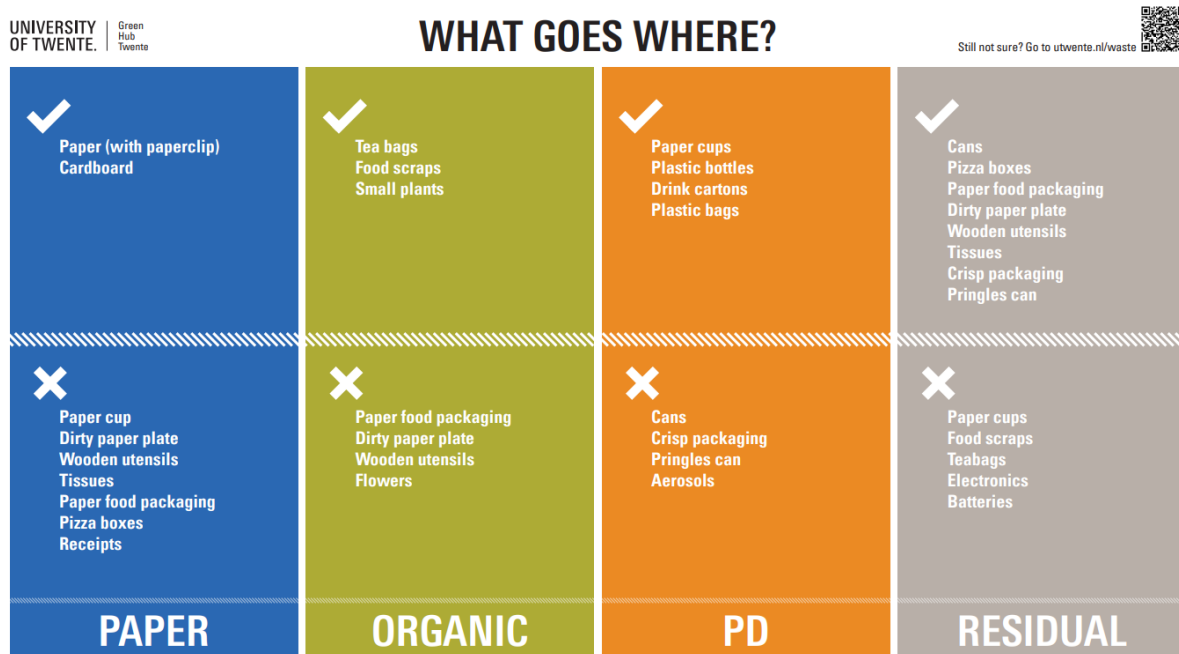 UNIVERSITY
OF TWENTE.
Green
Hub
Twente
WHAT GOES WHERE?
Still not sure? Go to utwente.nl/waste
Paper (with paperclip)
Cardboard
Paper cup
Dirty paper plate
Wooden utensils
Tissues
Paper food packaging
Pizza boxes
Receipts
PAPER
Tea bags
Food scraps
Small plants
Paper food packaging
Dirty paper plate
Wooden utensils
Flowers
ORGANIC
Paper cups
Plastic bottles
Drink cartons
Plastic bags
Cans
Crisp packaging
Pringles can
Aerosols
PD
Cans
Pizza boxes
Paper food packaging
Dirty paper plate
Wooden utensils
Tissues
Crisp packaging
Pringles can
Paper cups
Food scraps
Teabags
Electronics
Batteries
RESIDUAL